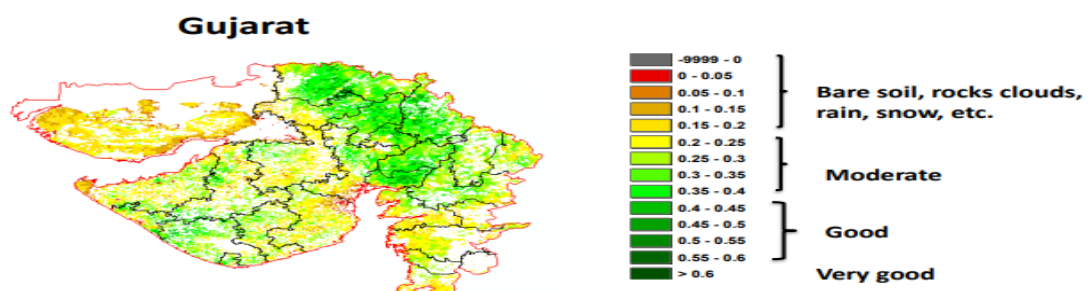 Gujarat
-9999 - 0
0 - 0.05
0.05 - 0.1
0.1 - 0.15
0.15 - 0.2
0.2 - 0.25
0.25 - 0.3
0.3 - 0.35
0.35 - 0.4
0.4 - 0.45
0.45 - 0.5
0.5 - 0.55
0.55 - 0.6
> 0.6
Bare soil, rocks clouds,
rain, snow, etc.
Moderate
Good
Very good